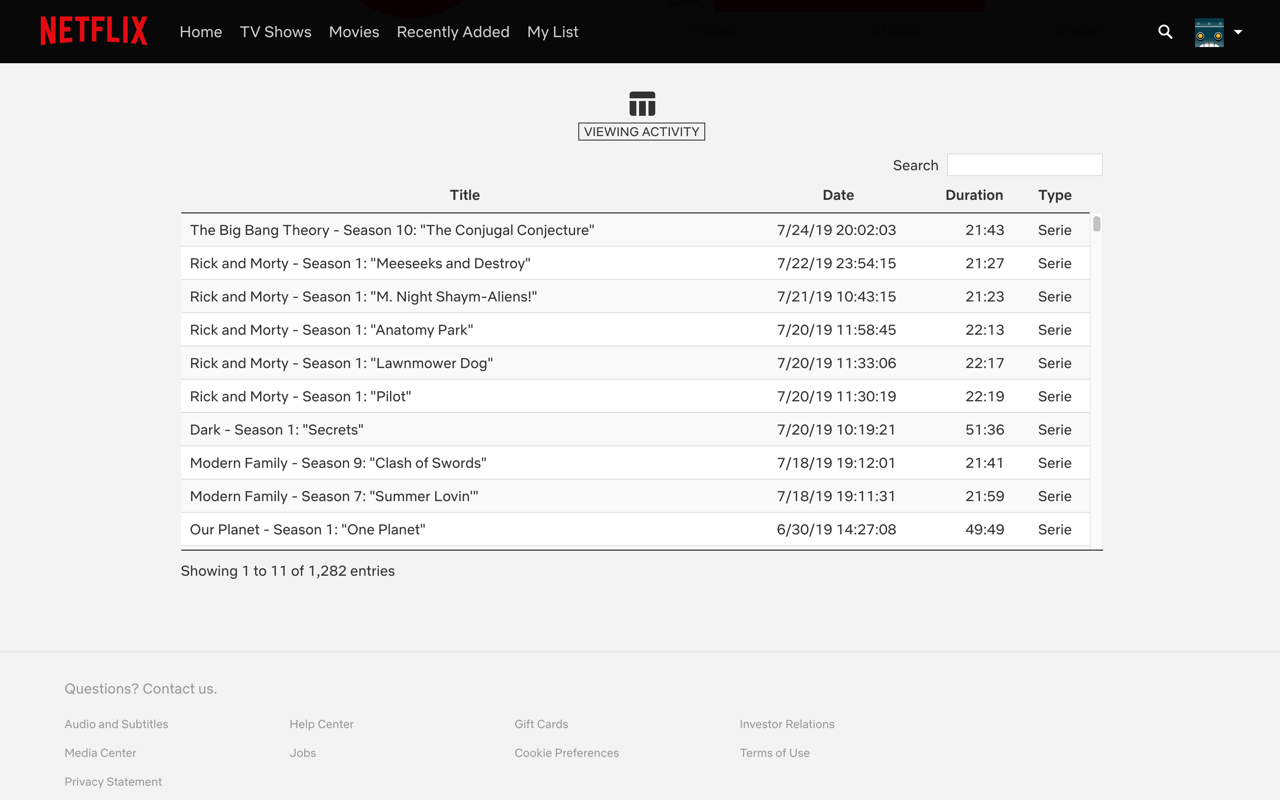 NETFLIX Home TV Shows Movies Recently Added My List
VIEWING ACTIVITY
Search
Title Date Duration Type
The Big Bang Theory - Season 10: "The Conjugal Conjecture" 7/24/19 20:02:03 21:43 Serie
Rick and Morty - Season 1: "Meeseeks and Destroy" 7/22/19 23:54:15 21:27 Serie
Rick and Morty - Season 1: "M. Night Shaym-Aliens!" 7/21/19 10:43:15 21:23 Serie
Rick and Morty - Season 1: "Anatomy Park" 7/20/19 11:58:45 22:13 Serie
Rick and Morty - Season 1: "Lawnmower Dog" 7/20/19 11:33:06 22:17 Serie
Rick and Morty - Season 1: "Pilot" 7/20/19 11:30:19 22:19 Serie
Dark - Season 1: "Secrets" 7/20/19 10:19:21 51:36 Serie
Modern Family - Season 9: "Clash of Swords" 7/18/19 19:12:01 21:41 Serie
Modern Family - Season 7: "Summer Lovin'" 7/18/19 19:11:31 21:59 Serie
Our Planet - Season 1: "One Planet" 6/30/19 14:27:08 49:49 Serie
Showing 1 to 11 of 1,282 entries
Questions? Contact us.
Audio and Subtitles Help Center Gift Cards Investor Relations
Media Center Jobs Cookie Preferences Terms of Use
Privacy Statement